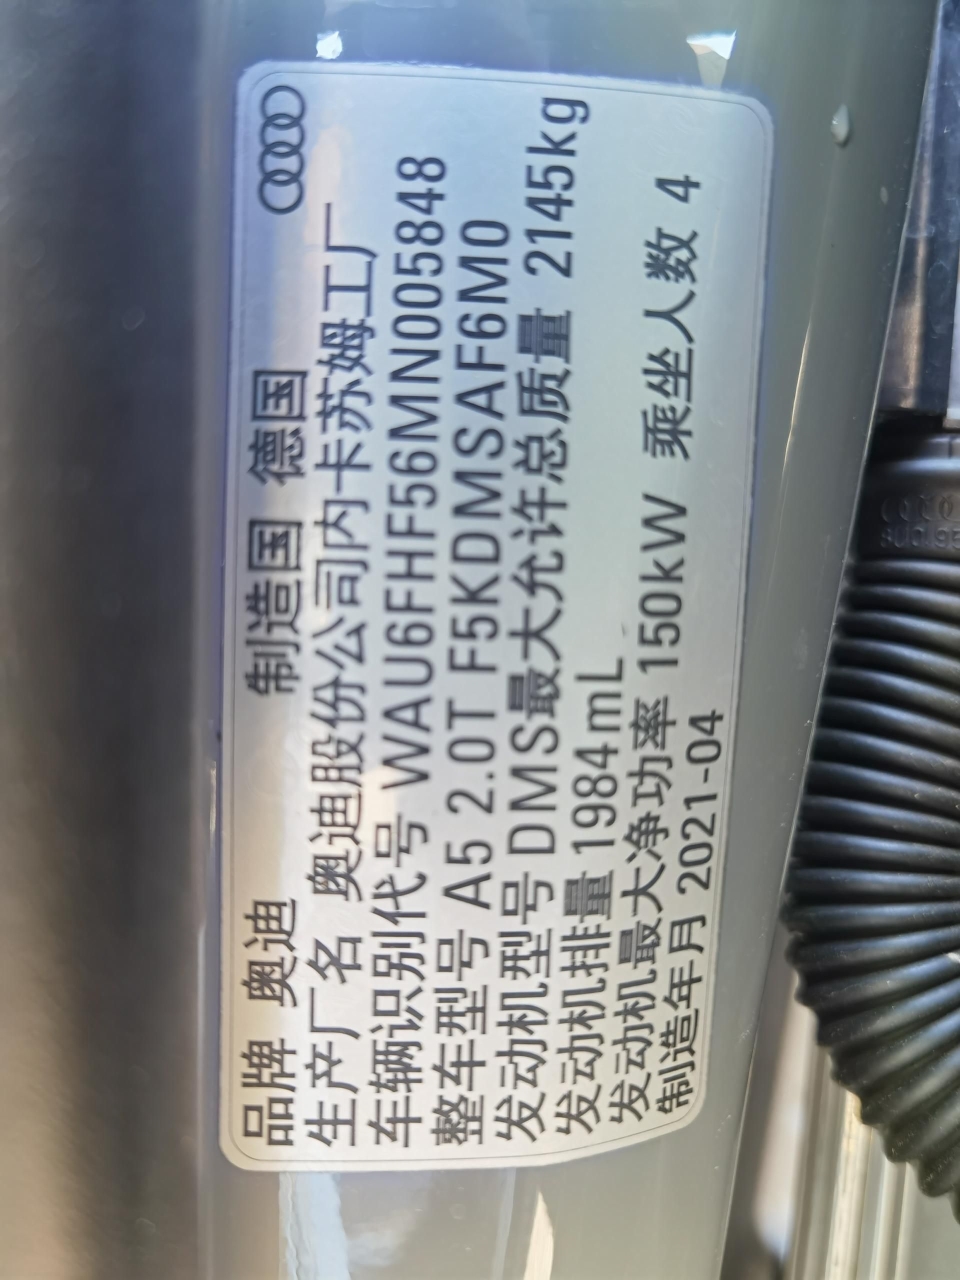 品牌 奥迪 制造国 德国
生产厂名 奥迪股份公司内卡苏姆工厂
车辆识别代号 WAU6FHF56MN005848
整车型号 A5 2.0T F5KDMSAF6M0
发动机型号 DMS最大允许总质量 2145kg
发动机排量 1984mL
发动机最大净功率 150kW 乘坐人数 4
制造年月 2021-04